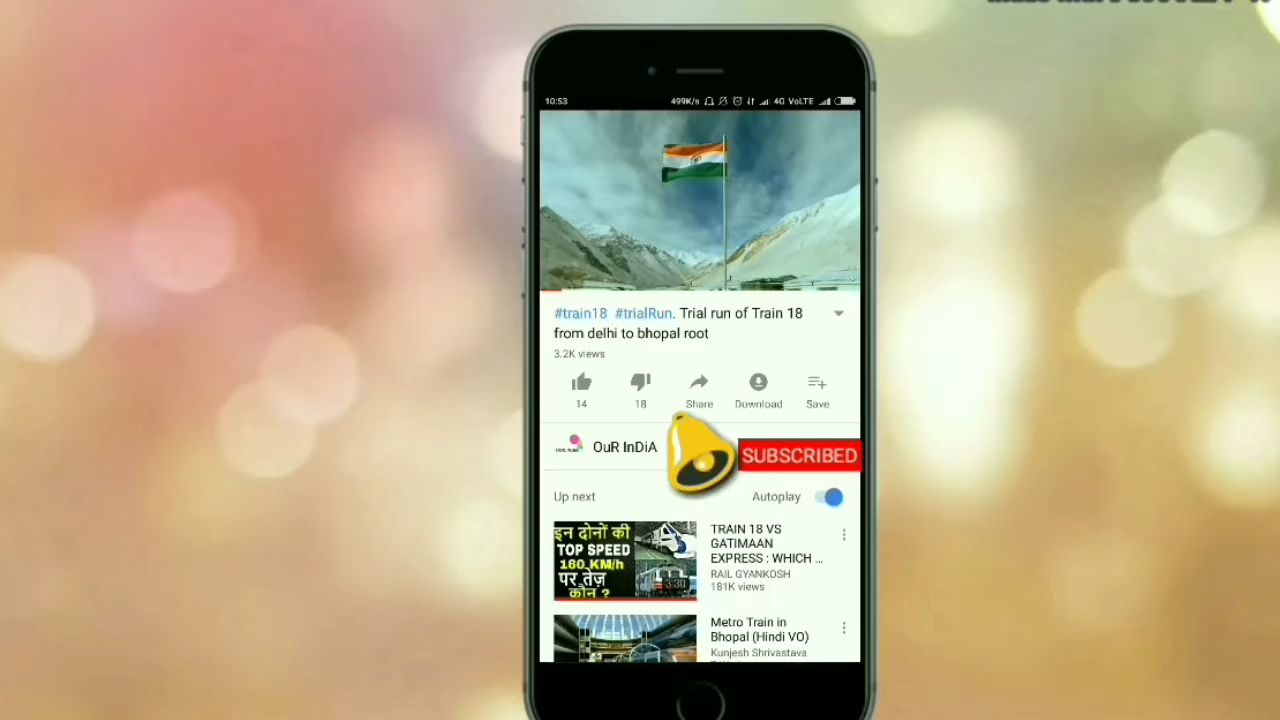 10:53 499K/s 4G VoLTE
#train18 #trialRun. Trial run of Train 18
from delhi to bhopal root
3.2K views
14 18 Share Download Save
OuR InDiA SUBSCRIBED
Up next Autoplay
इन दोनों की
TOP SPEED
160 KM/h
पर तेज़
कौन ?
3:30
TRAIN 18 VS
GATIMAAN
EXPRESS : WHICH ...
RAIL GYANKOSH
181K views
Metro Train in
Bhopal (Hindi VO)
Kunjesh Shrivastava